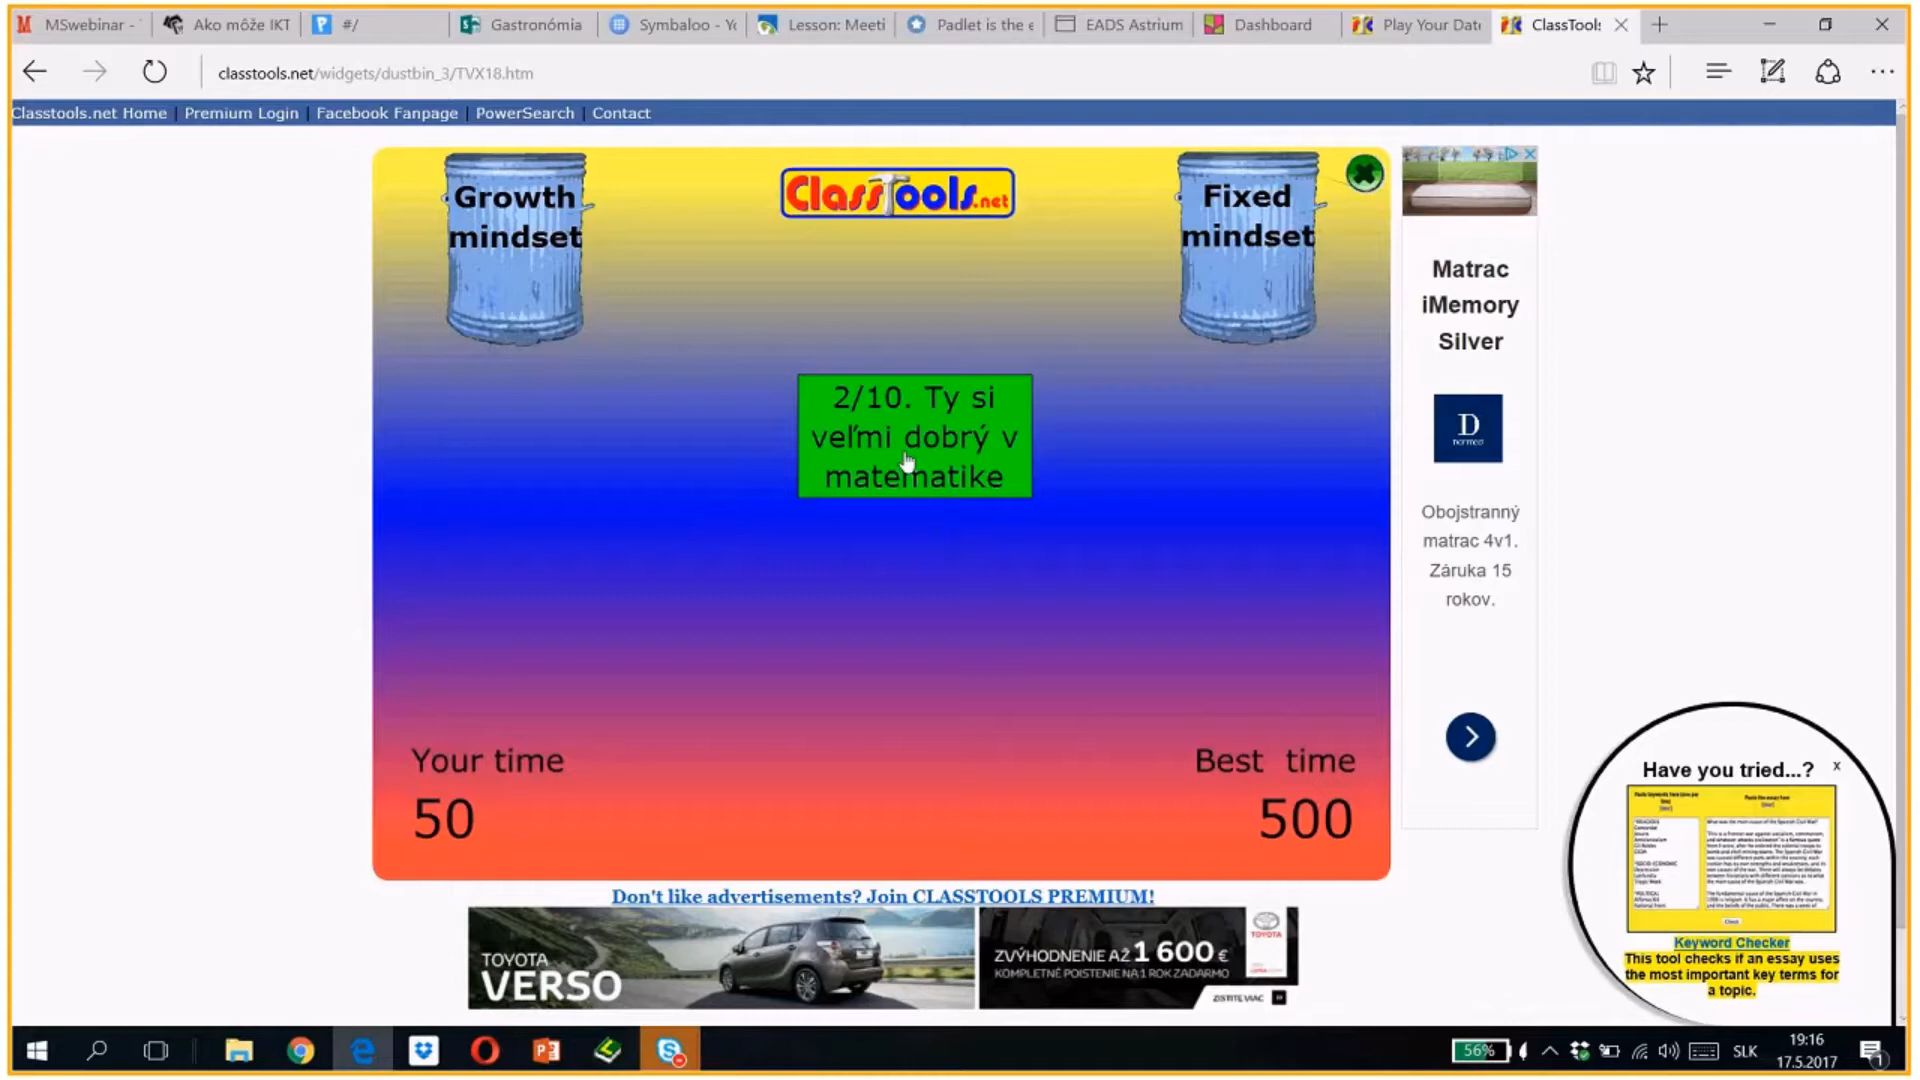 MSwebinar -
Ako môže IKT
#/
Gastronómia
Symbaloo - Yo
Lesson: Meeti
Padlet is the e
EADS Astrium
Dashboard
Play Your Date
ClassTools
classtools.net/widgets/dustbin_3/TVX18.htm
Classtools.net Home | Premium Login | Facebook Fanpage | PowerSearch | Contact
Growth
mindset
ClassTools.net
Fixed
mindset
2/10. Ty si
veľmi dobrý v
matematike
Your time
50
Best time
500
Matrac
iMemory
Silver
D
Obojstranný
matrac 4v1.
Záruka 15
rokov.
Have you tried...? x
Keyword Checker
This tool checks if an essay uses
the most important key terms for
a topic.
Don't like advertisements? Join CLASSTOOLS PREMIUM!
TOYOTA
VERSO
ZVÝHODNENIE AŽ 1 600 €
KOMPLETNÉ POISTENIE NA 1 ROK ZADARMO
TOYOTA
ZISTITE VIAC
56%
SLK
19:16
17.5.2017
1